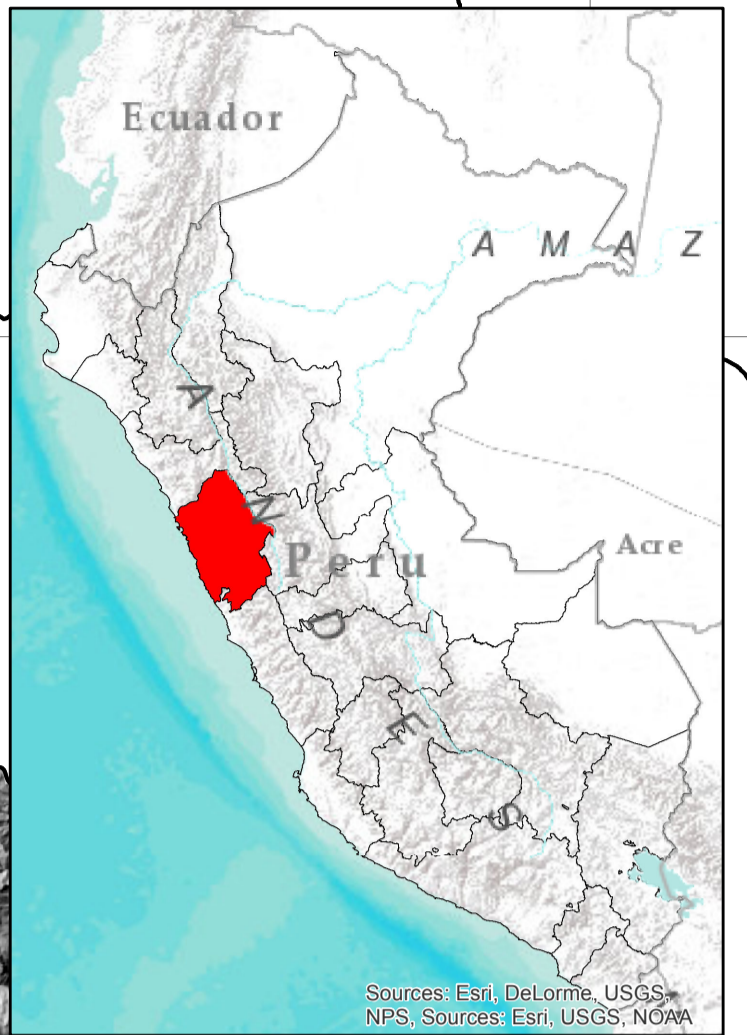 Ecuador
A M A Z
A
N
Peru
Acre
D
E
S
Sources: Esri, DeLorme, USGS,
NPS, Sources: Esri, USGS, NOAA